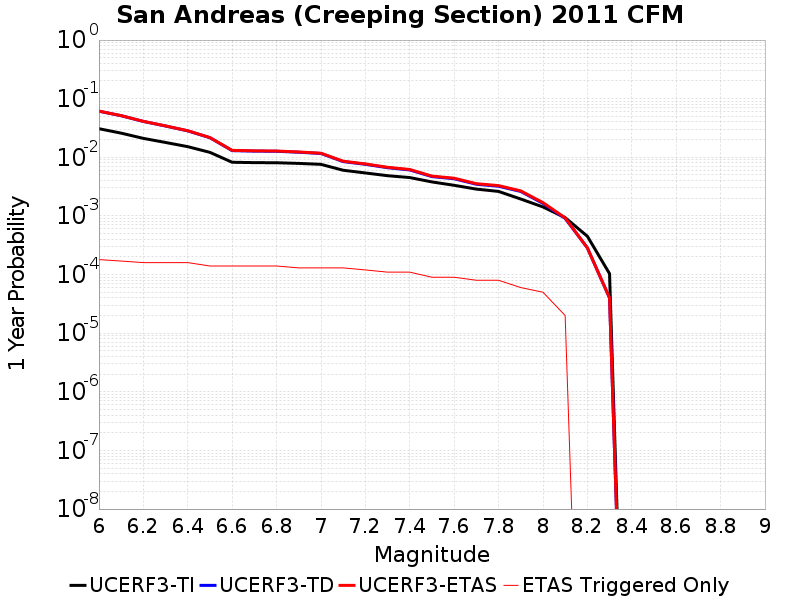 San Andreas (Creeping Section) 2011 CFM
10^0
10^-1
10^-2
10^-3
10^-4
10^-5
10^-6
10^-7
10^-8
1 Year Probability
6 6.2 6.4 6.6 6.8 7 7.2 7.4 7.6 7.8 8 8.2 8.4 8.6 8.8 9
Magnitude
UCERF3-TI UCERF3-TD UCERF3-ETAS ETAS Triggered Only